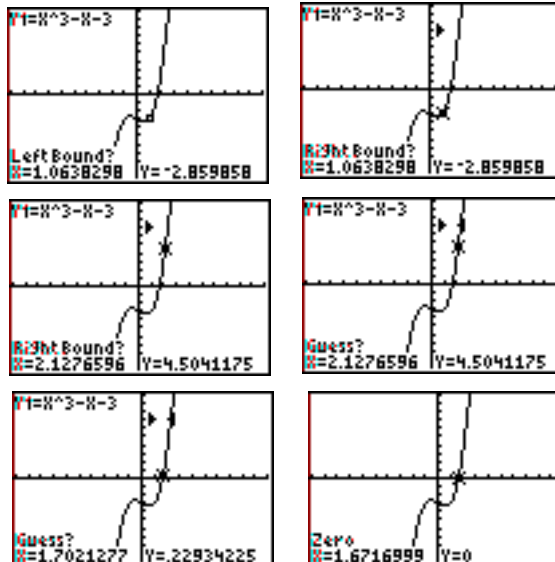 Y1=X^3-X-3
Left Bound?
X=1.0638298 Y=-2.859858
Y1=X^3-X-3
Right Bound?
X=1.0638298 Y=-2.859858
Y1=X^3-X-3
Right Bound?
X=2.1276596 Y=4.5041175
Y1=X^3-X-3
Guess?
X=2.1276596 Y=4.5041175
Y1=X^3-X-3
Guess?
X=1.7021277 Y=.22934225
Zero
X=1.6716999 Y=0